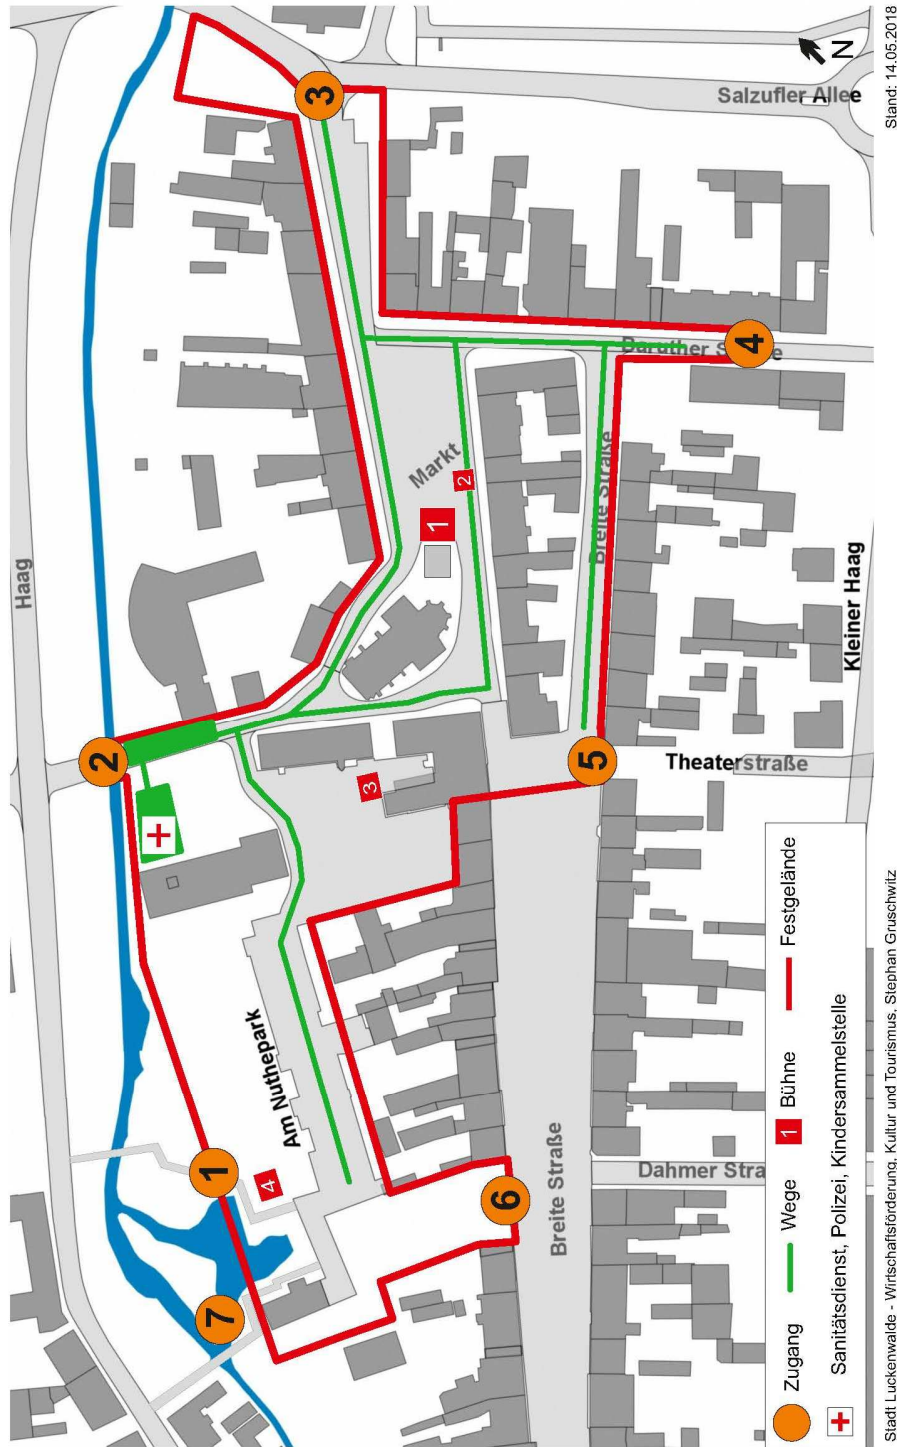 Haag
Salzufler Allee
N
Stand: 14.05.2018
7
1
2
3
4
Am Nuthepark
3
1
2
Markt
6
5
4
Breite Straße
Breite Straße
Daruther S e
Dahmer Stra
Theaterstraße
Kleiner Haag
Zugang
Wege
1 Bühne
Festgelände
Sanitätsdienst, Polizei, Kindersammelstelle
Stadt Luckenwalde - Wirtschaftsförderung, Kultur und Tourismus, Stephan Gruschwitz